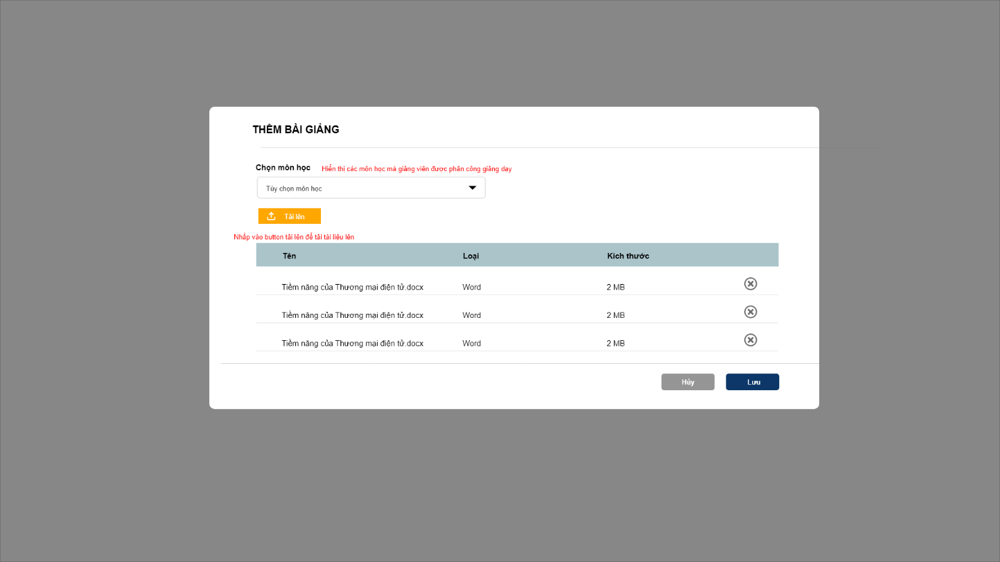 THÊM BÀI GIẢNG
Chọn môn học Hiển thị các môn học mà giảng viên được phân công giảng dạy
Tùy chọn môn học
Tải lên
Nhấp vào button tải lên để tải tài liệu lên
Tên Loại Kích thước
Tiềm năng của Thương mại điện tử.docx Word 2 MB
Tiềm năng của Thương mại điện tử.docx Word 2 MB
Tiềm năng của Thương mại điện tử.docx Word 2 MB
Hủy Lưu